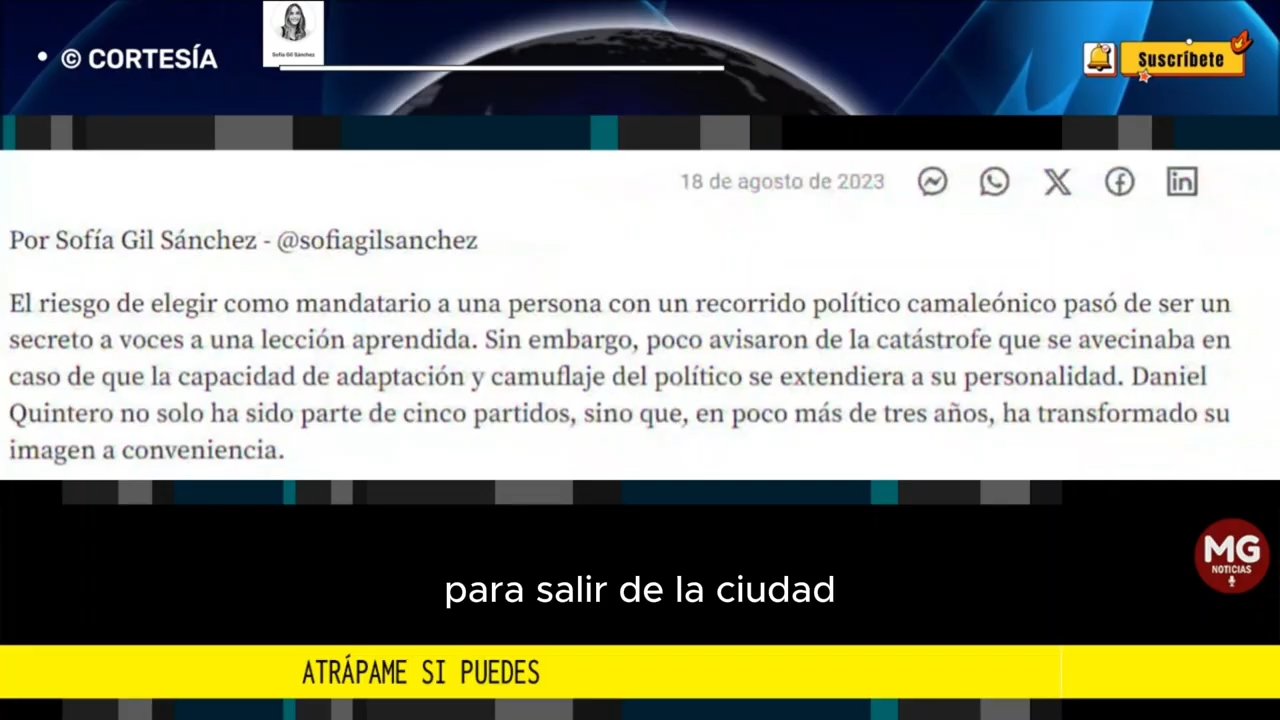 • © CORTESÍA
Sofía Gil Sánchez
Suscríbete
18 de agosto de 2023
Por Sofía Gil Sánchez - @sofiagilsanchez
El riesgo de elegir como mandatario a una persona con un recorrido político camaleónico pasó de ser un
secreto a voces a una lección aprendida. Sin embargo, poco avisaron de la catástrofe que se avecinaba en
caso de que la capacidad de adaptación y camuflaje del político se extendiera a su personalidad. Daniel
Quintero no solo ha sido parte de cinco partidos, sino que, en poco más de tres años, ha transformado su
imagen a conveniencia.
MG
NOTICIAS
para salir de la ciudad
ATRÁPAME SI PUEDES